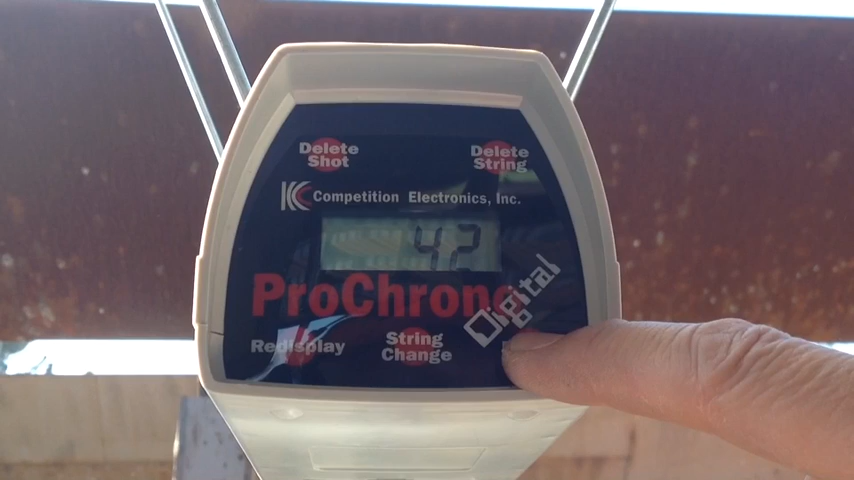 Delete
Shot
Delete
String
Competition Electronics, Inc.
42
ProChrono
Digital
Redisplay
String
Change